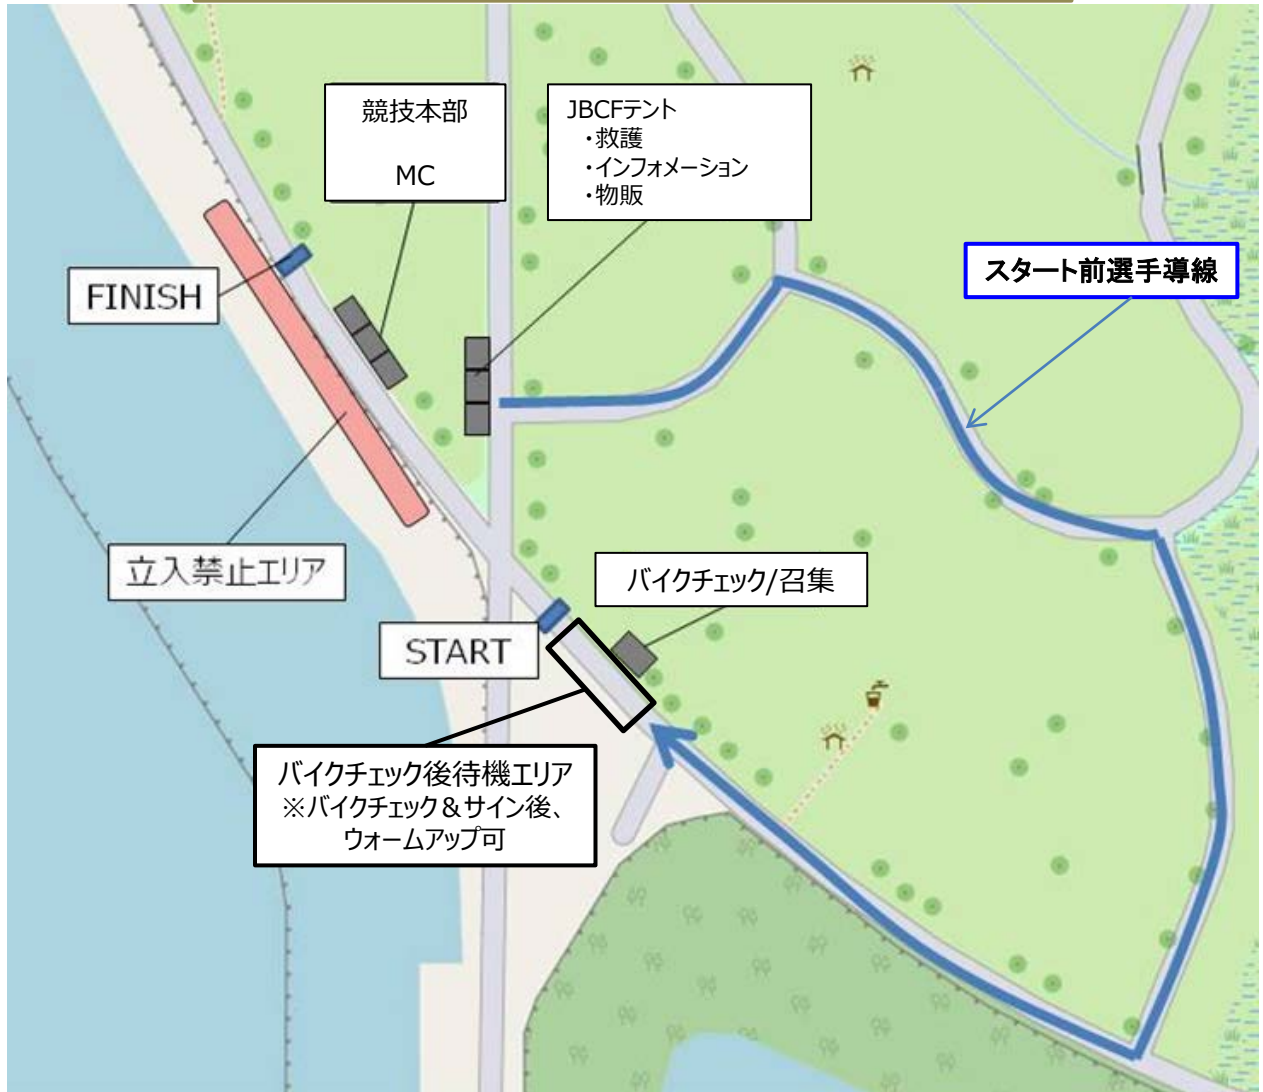 競技本部
MC
JBCFテント
・救護
・インフォメーション
・物販
スタート前選手導線
FINISH
立入禁止エリア
バイクチェック/召集
START
バイクチェック後待機エリア
※バイクチェック＆サイン後、
ウォームアップ可